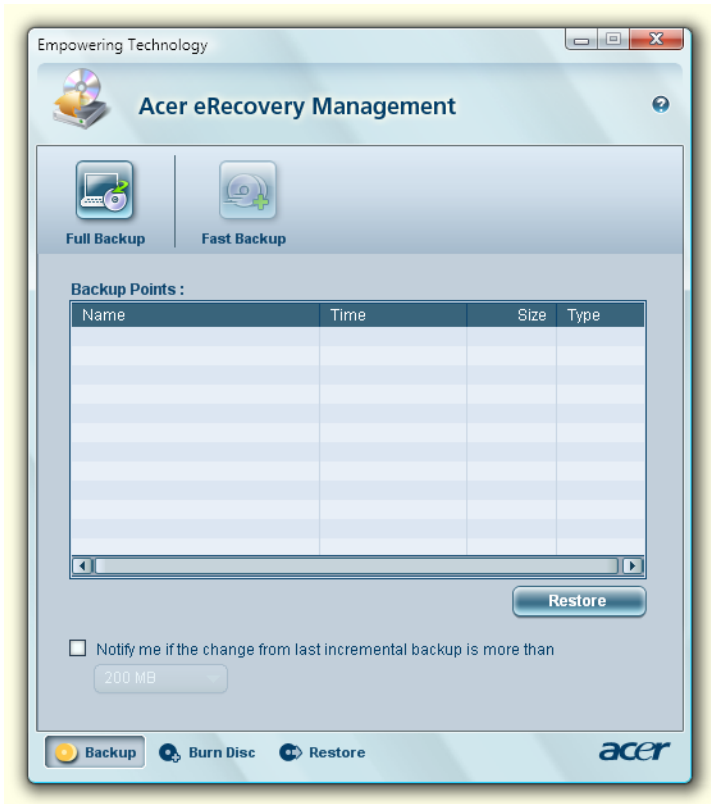 Empowering Technology
Acer eRecovery Management
Full Backup
Fast Backup
Backup Points :
Name Time Size Type
Restore
Notify me if the change from last incremental backup is more than
200 MB
Backup Burn Disc Restore
acer